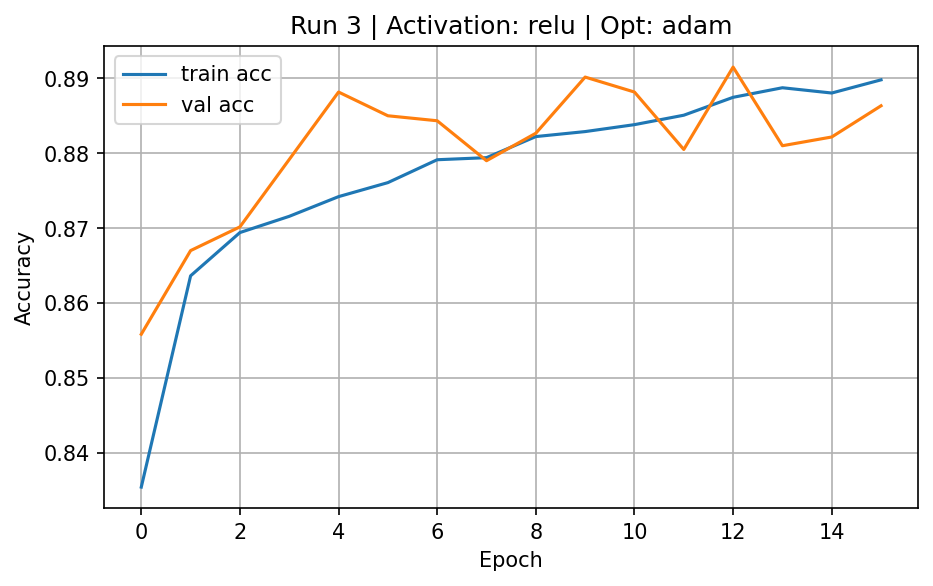 Run 3 | Activation: relu | Opt: adam
train acc
val acc
0.89
0.88
0.87
0.86
0.85
0.84
Accuracy
0 2 4 6 8 10 12 14
Epoch